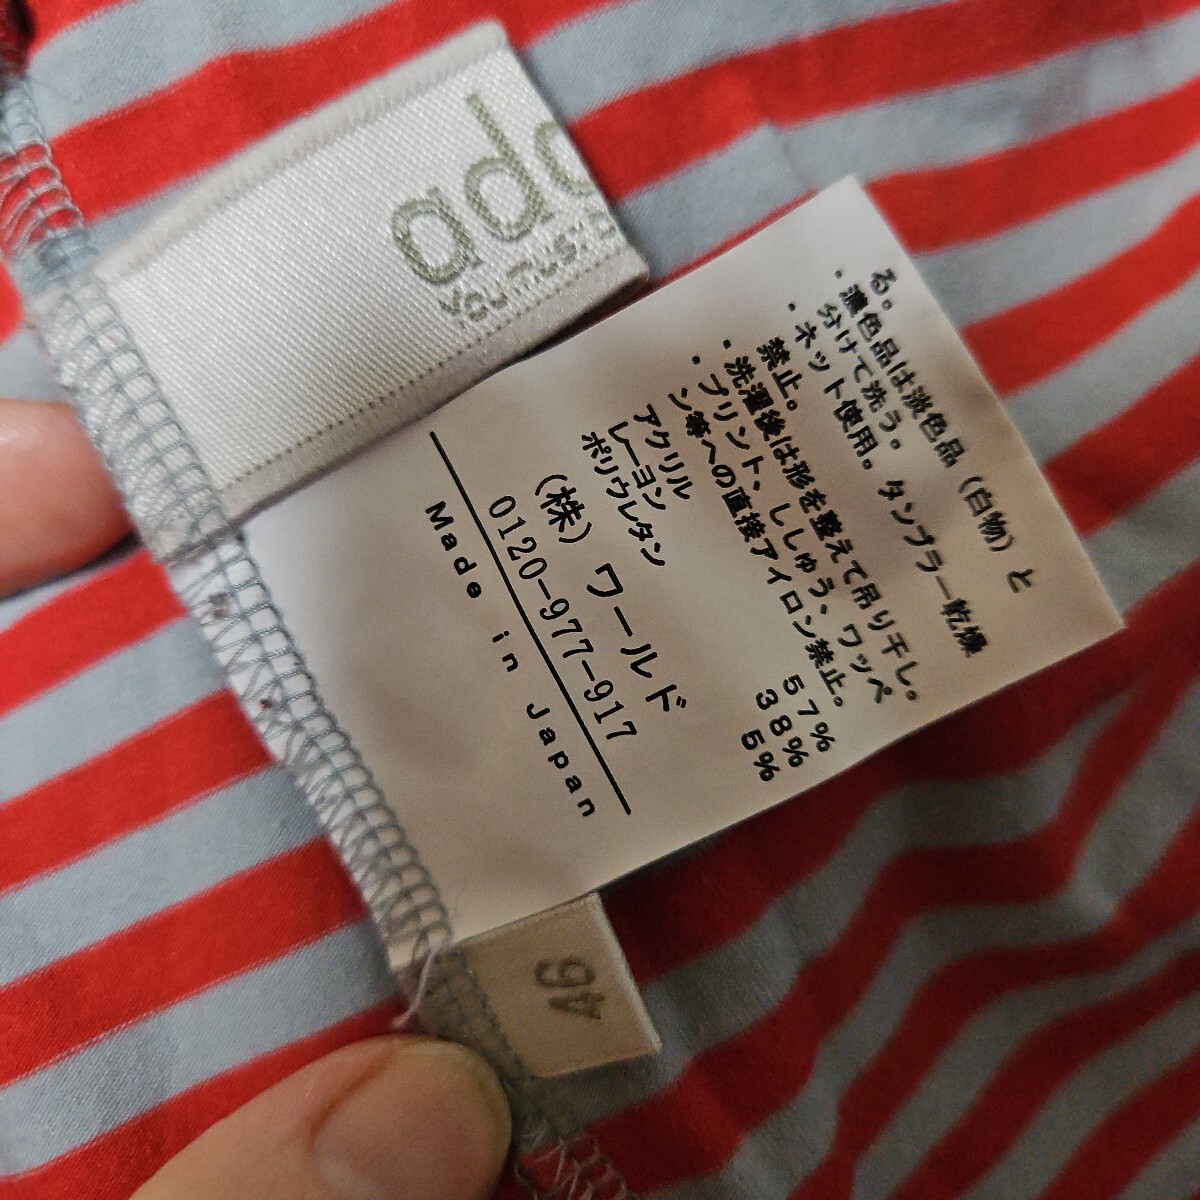 ado
る。
・濃色品は淡色品(白物)と
分けて洗う。
・ネット使用。タンブラー乾燥
禁止。
・洗濯後は形を整えて吊り干し。
・プリント、ししゅう、ワッペ
ン等への直接アイロン禁止。
アクリル 57%
レーヨン 38%
ポリウレタン 5%
(株)ワールド
0120-977-917
Made in Japan
46